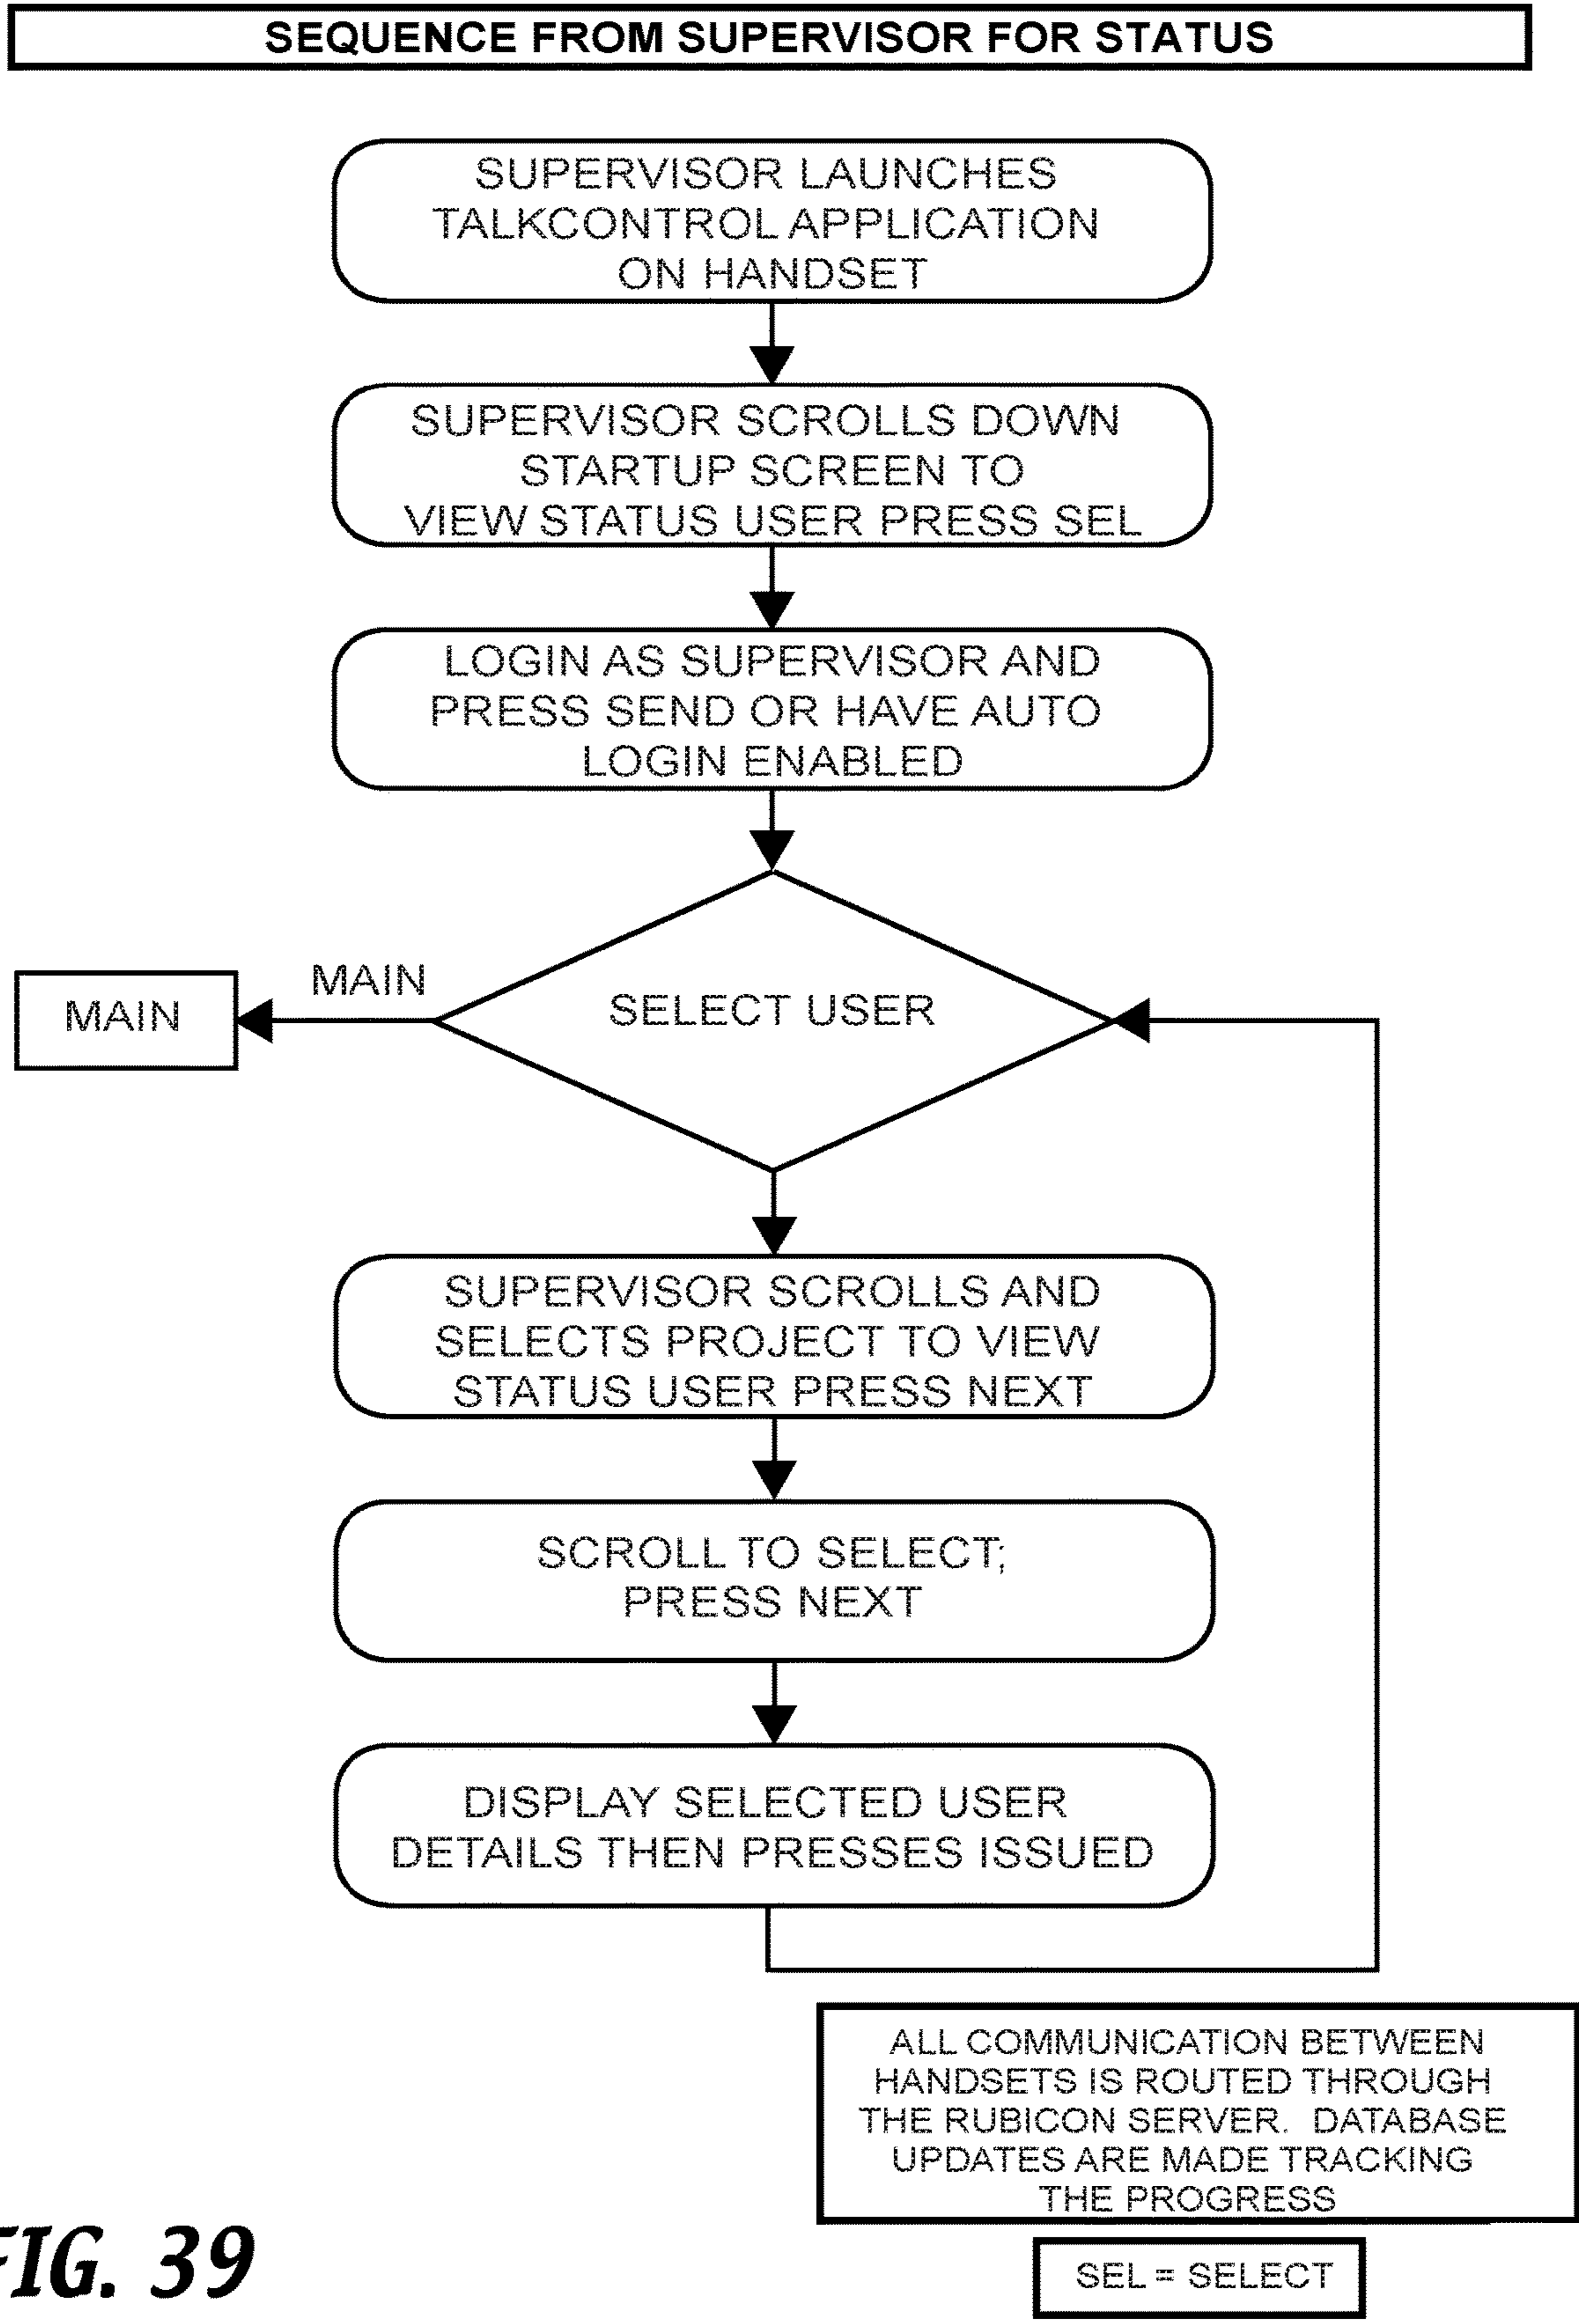 SEQUENCE FROM SUPERVISOR FOR STATUS
SUPERVISOR LAUNCHES
TALKCONTROL APPLICATION
ON HANDSET
SUPERVISOR SCROLLS DOWN
STARTUP SCREEN TO
VIEW STATUS USER PRESS SEL
LOGIN AS SUPERVISOR AND
PRESS SEND OR HAVE AUTO
LOGIN ENABLED
MAIN
MAIN
SELECT USER
SUPERVISOR SCROLLS AND
SELECTS PROJECT TO VIEW
STATUS USER PRESS NEXT
SCROLL TO SELECT;
PRESS NEXT
DISPLAY SELECTED USER
DETAILS THEN PRESSES ISSUED
ALL COMMUNICATION BETWEEN
HANDSETS IS ROUTED THROUGH
THE RUBICON SERVER. DATABASE
UPDATES ARE MADE TRACKING
THE PROGRESS
FIG. 39
SEL = SELECT